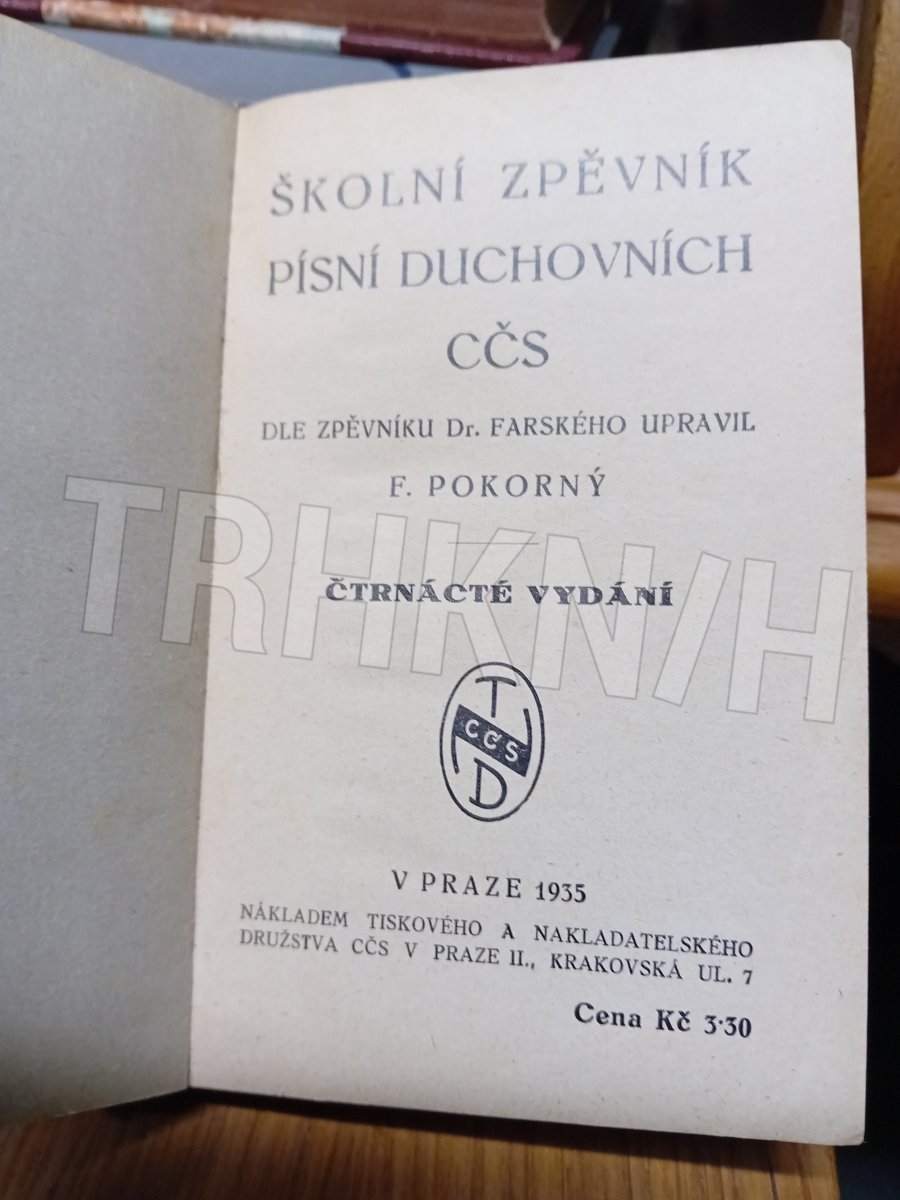 ŠKOLNÍ ZPĚVNÍK
PÍSNÍ DUCHOVNÍCH
CČS
DLE ZPĚVNÍKU Dr. FARSKÉHO UPRAVIL
F. POKORNÝ
TRHKNIH
ČTRNÁCTÉ VYDÁNÍ
T
CČS
N
D
V PRAZE 1935
NÁKLADEM TISKOVÉHO A NAKLADATELSKÉHO
DRUŽSTVA CČS V PRAZE II., KRAKOVSKÁ UL. 7
Cena Kč 3·30